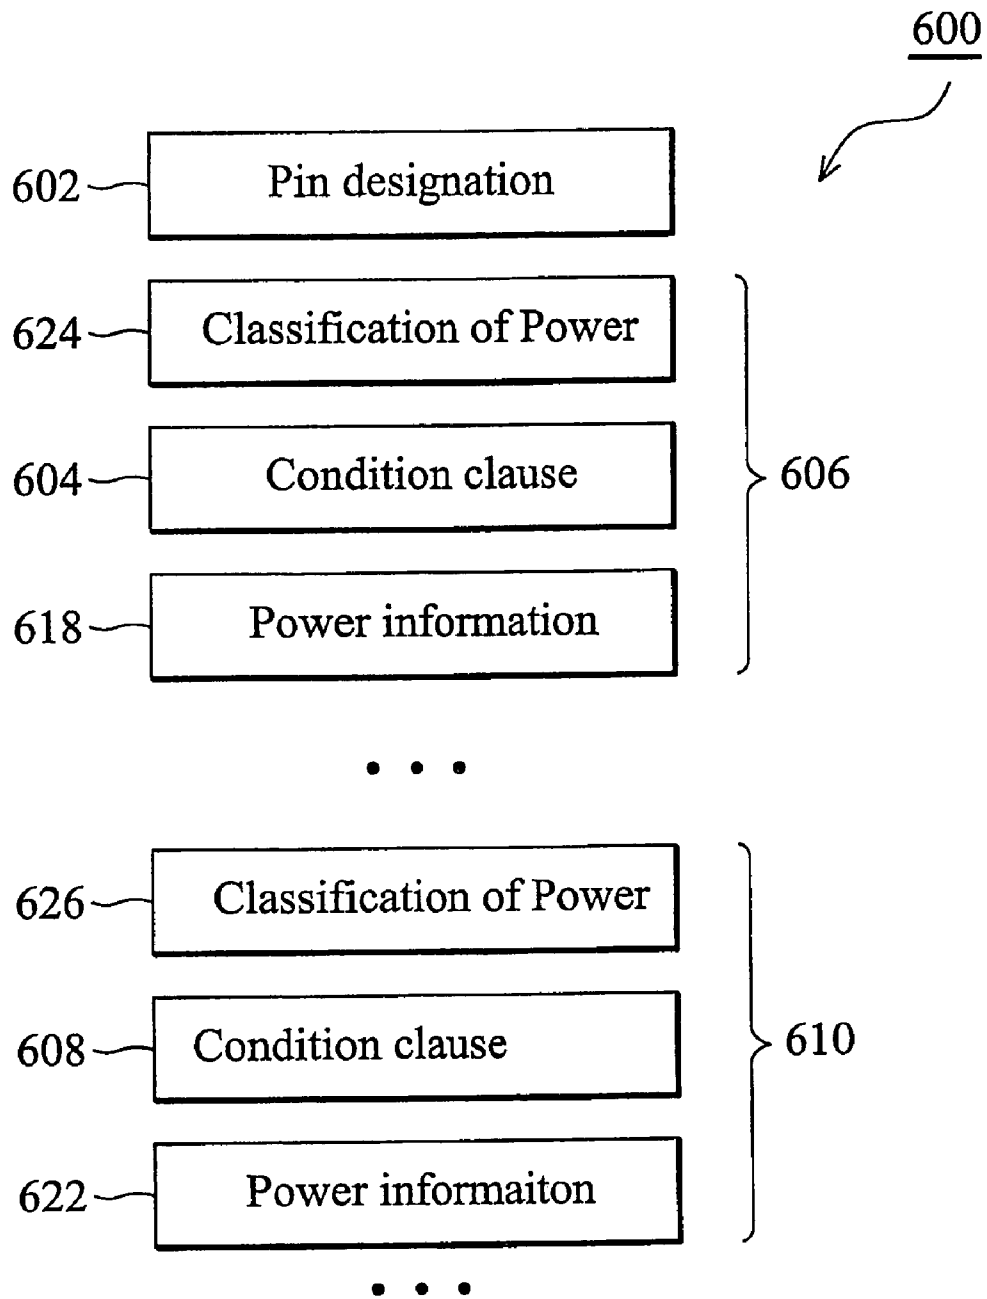 600
602 Pin designation
624 Classification of Power
604 Condition clause
606
618 Power information
• • •
626 Classification of Power
608 Condition clause
610
622 Power informaiton
• • •